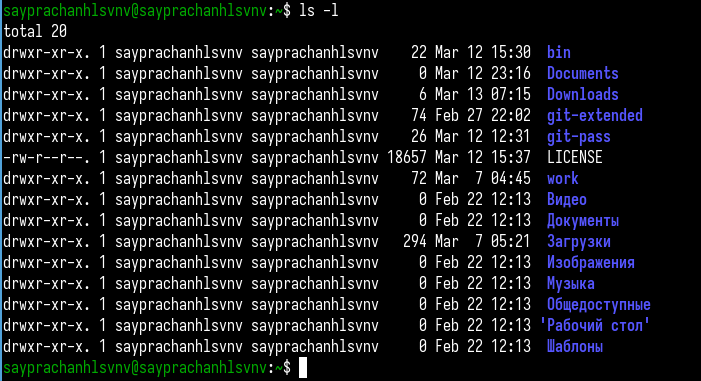 sayprachanhlsvnv@sayprachanhlsvnv:~$ ls -l
total 20
drwxr-xr-x. 1 sayprachanhlsvnv sayprachanhlsvnv    22 Mar 12 15:30  bin
drwxr-xr-x. 1 sayprachanhlsvnv sayprachanhlsvnv     0 Mar 12 23:16  Documents
drwxr-xr-x. 1 sayprachanhlsvnv sayprachanhlsvnv     6 Mar 13 07:15  Downloads
drwxr-xr-x. 1 sayprachanhlsvnv sayprachanhlsvnv    74 Feb 27 22:02  git-extended
drwxr-xr-x. 1 sayprachanhlsvnv sayprachanhlsvnv    26 Mar 12 12:31  git-pass
-rw-r--r--. 1 sayprachanhlsvnv sayprachanhlsvnv 18657 Mar 12 15:37  LICENSE
drwxr-xr-x. 1 sayprachanhlsvnv sayprachanhlsvnv    72 Mar  7 04:45  work
drwxr-xr-x. 1 sayprachanhlsvnv sayprachanhlsvnv     0 Feb 22 12:13  Видео
drwxr-xr-x. 1 sayprachanhlsvnv sayprachanhlsvnv     0 Feb 22 12:13  Документы
drwxr-xr-x. 1 sayprachanhlsvnv sayprachanhlsvnv   294 Mar  7 05:21  Загрузки
drwxr-xr-x. 1 sayprachanhlsvnv sayprachanhlsvnv     0 Feb 22 12:13  Изображения
drwxr-xr-x. 1 sayprachanhlsvnv sayprachanhlsvnv     0 Feb 22 12:13  Музыка
drwxr-xr-x. 1 sayprachanhlsvnv sayprachanhlsvnv     0 Feb 22 12:13  Общедоступные
drwxr-xr-x. 1 sayprachanhlsvnv sayprachanhlsvnv     0 Feb 22 12:13 'Рабочий стол'
drwxr-xr-x. 1 sayprachanhlsvnv sayprachanhlsvnv     0 Feb 22 12:13  Шаблоны
sayprachanhlsvnv@sayprachanhlsvnv:~$